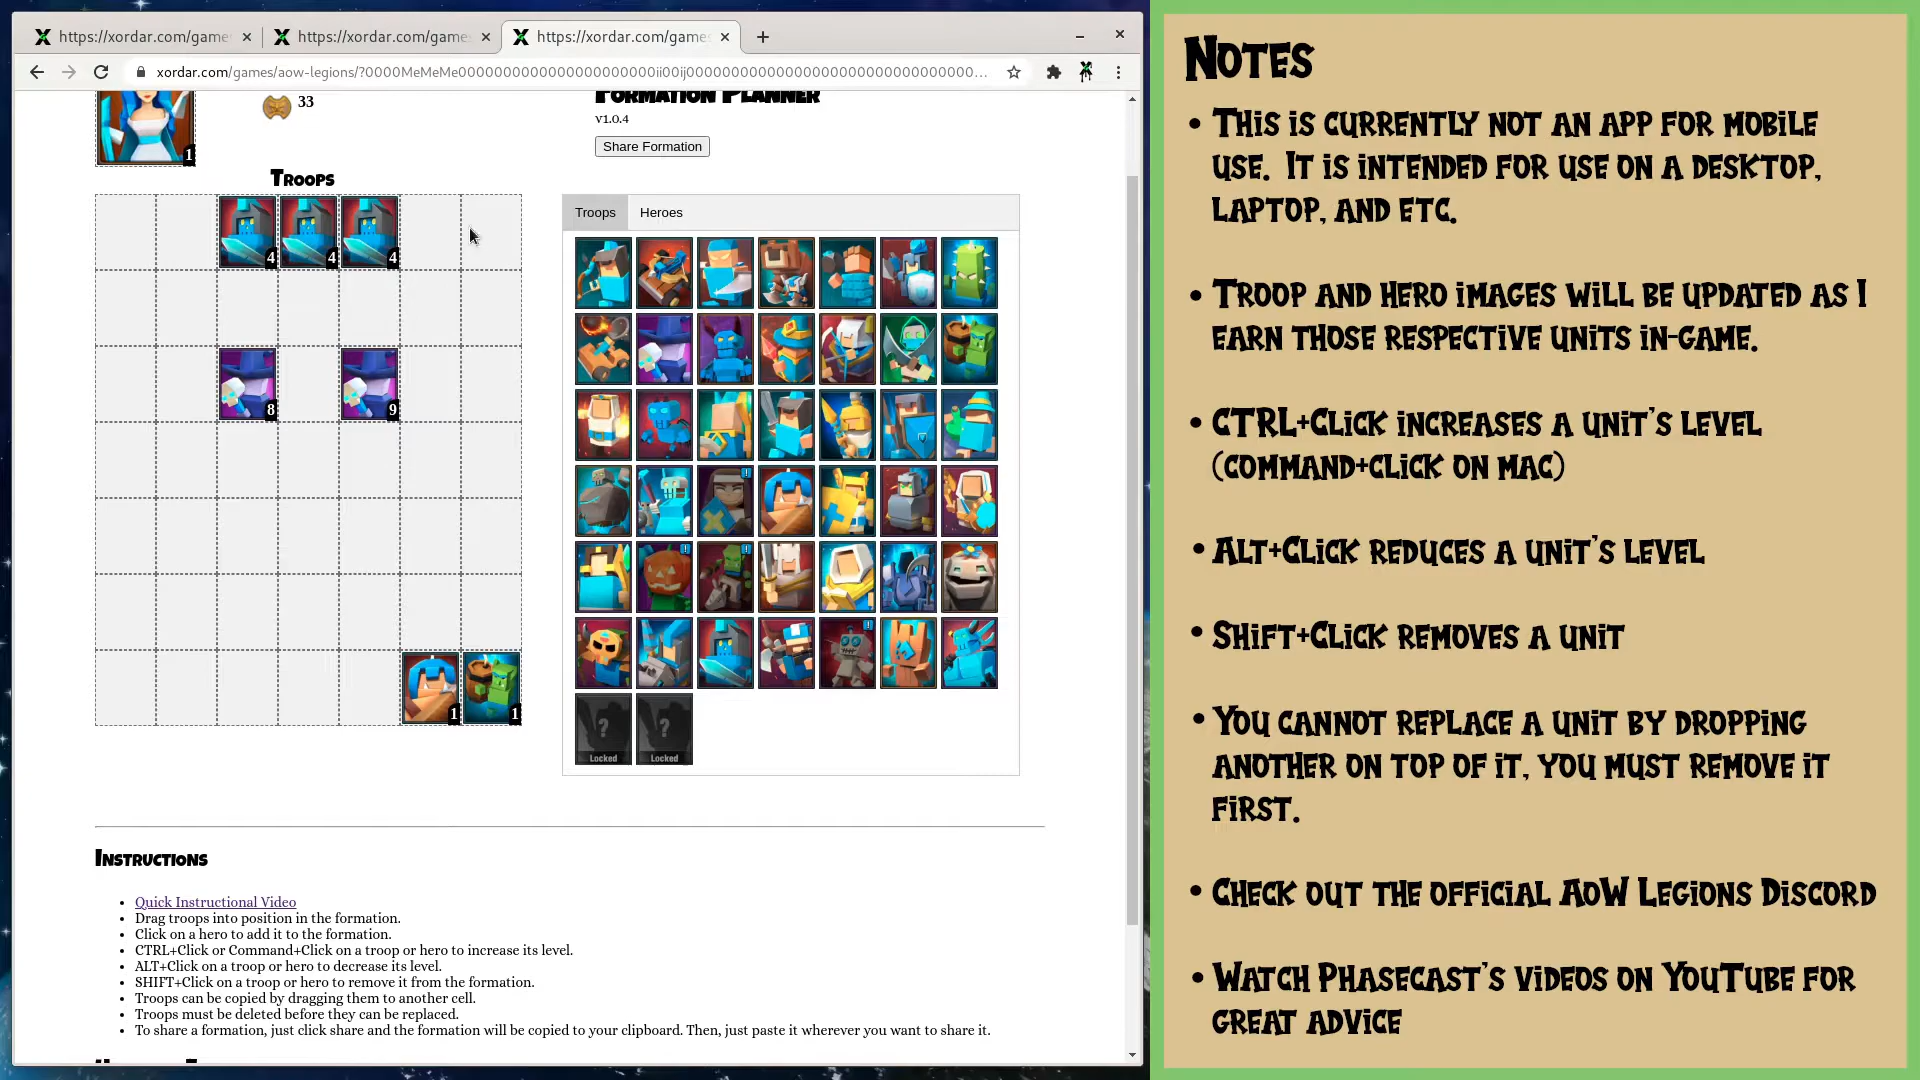 https://xordar.com/game
https://xordar.com/game
https://xordar.com/game
xordar.com/games/aow-legions/?0000MeMeMe0000000000000000000000ii00ij00000000000000000000000000000000...
33
Formation Planner
v1.0.4
Share Formation
1
Troops
Troops Heroes
4 4 4
8 9
1 1
?
Locked
?
Locked
Instructions
• Quick Instructional Video
• Drag troops into position in the formation.
• Click on a hero to add it to the formation.
• CTRL+Click or Command+Click on a troop or hero to increase its level.
• ALT+Click on a troop or hero to decrease its level.
• SHIFT+Click on a troop or hero to remove it from the formation.
• Troops can be copied by dragging them to another cell.
• Troops must be deleted before they can be replaced.
• To share a formation, just click share and the formation will be copied to your clipboard. Then, just paste it wherever you want to share it.
Notes
• This is currently not an app for mobile
use. It is intended for use on a desktop,
laptop, and etc.
• Troop and hero images will be updated as I
earn those respective units in-game.
• CTRL+Click increases a unit's level
(Command+Click on Mac)
• Alt+Click reduces a unit's level
• Shift+Click removes a unit
• You cannot replace a unit by dropping
another on top of it, you must remove it
first.
• Check out the official AoW Legions Discord
• Watch Phasecast's videos on YouTube for
great advice